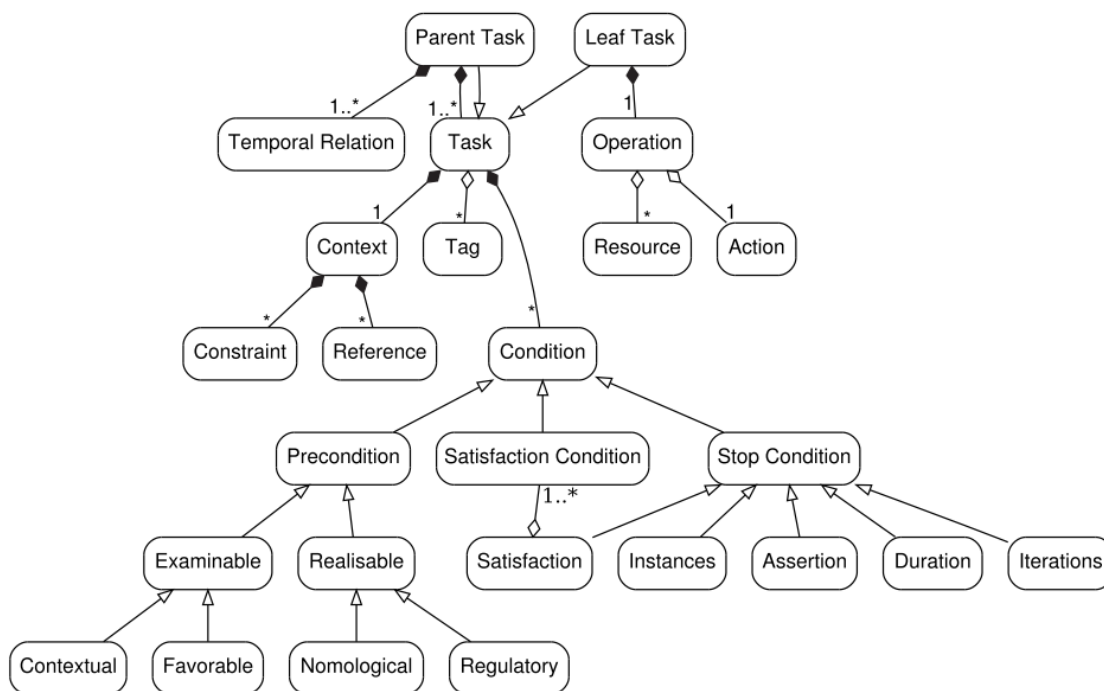 Parent Task
Leaf Task
1..*
1..*
1
Temporal Relation
Task
Operation
1
*
*
1
Context
Tag
Resource
Action
*
*
*
Constraint
Reference
Condition
Precondition
Satisfaction Condition
Stop Condition
1..*
Examinable
Realisable
Satisfaction
Instances
Assertion
Duration
Iterations
Contextual
Favorable
Nomological
Regulatory